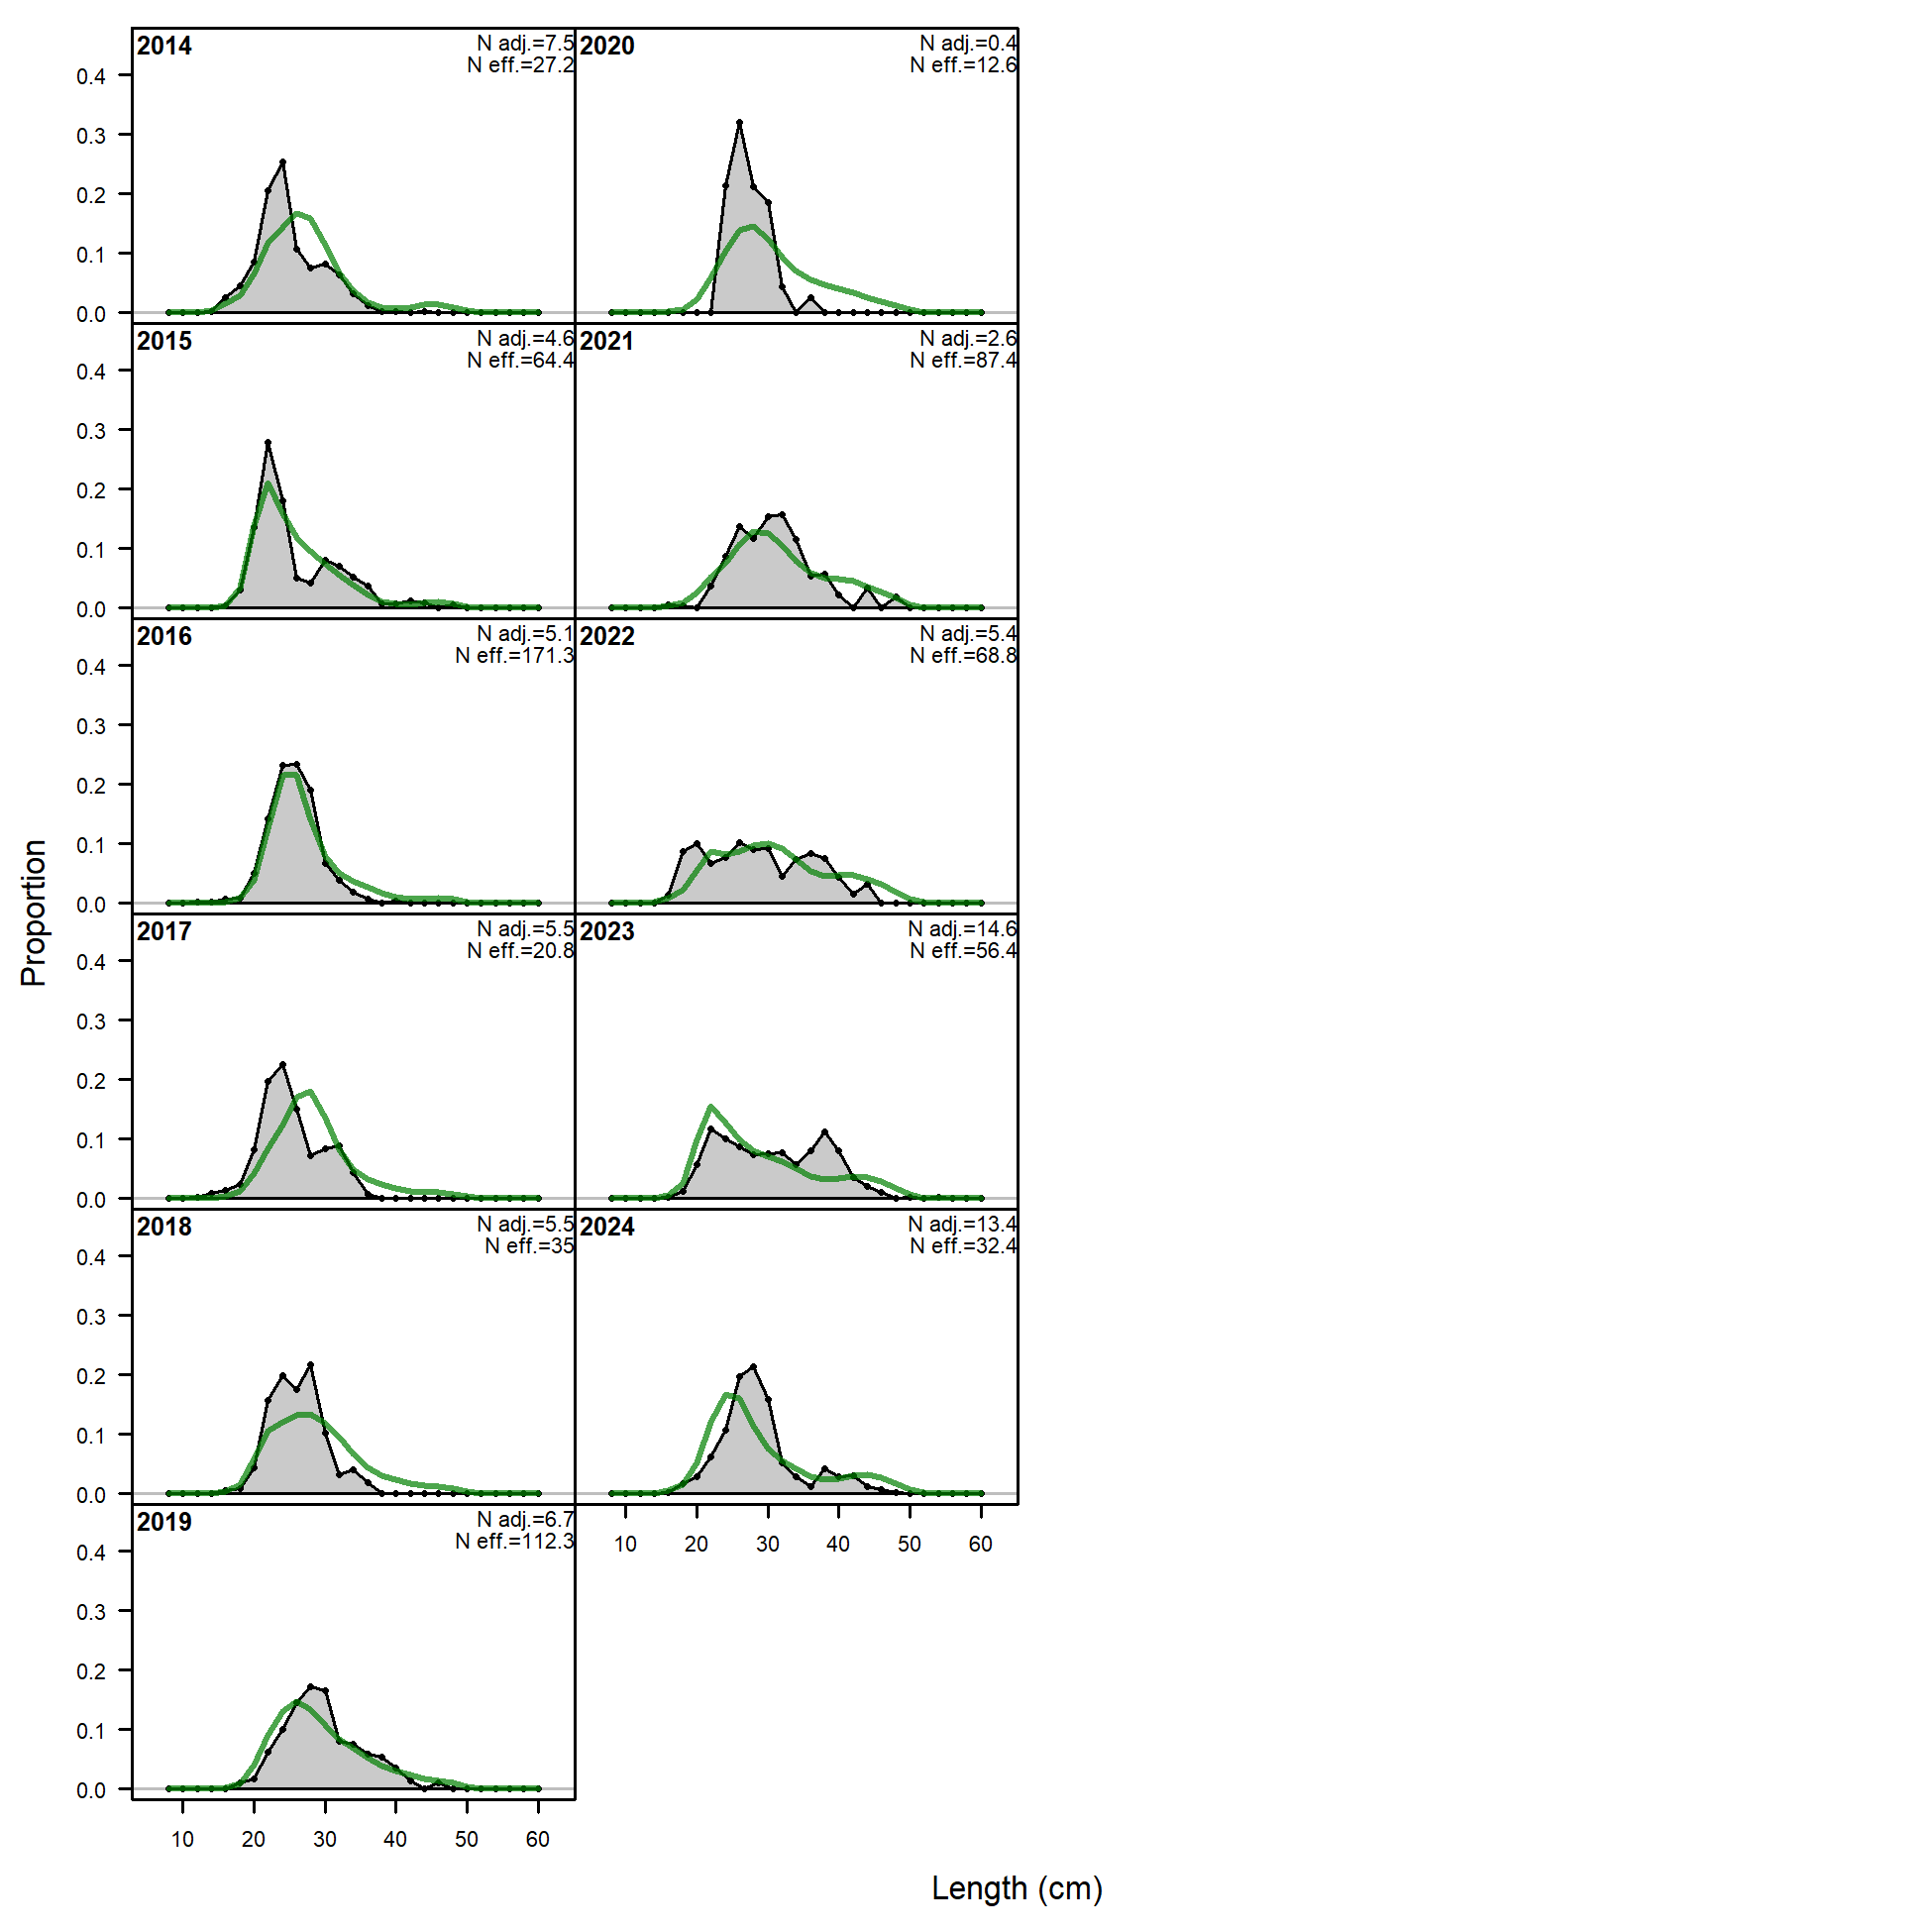 Proportion
2014
N adj.=7.5
N eff.=27.2
0.4
0.3
0.2
0.1
0.0
2015
N adj.=4.6
N eff.=64.4
0.4
0.3
0.2
0.1
0.0
2016
N adj.=5.1
N eff.=171.3
0.4
0.3
0.2
0.1
0.0
2017
N adj.=5.5
N eff.=20.8
0.4
0.3
0.2
0.1
0.0
2018
N adj.=5.5
N eff.=35
0.4
0.3
0.2
0.1
0.0
2019
N adj.=6.7
N eff.=112.3
0.4
0.3
0.2
0.1
0.0
10 20 30 40 50 60
2020
N adj.=0.4
N eff.=12.6
2021
N adj.=2.6
N eff.=87.4
2022
N adj.=5.4
N eff.=68.8
2023
N adj.=14.6
N eff.=56.4
2024
N adj.=13.4
N eff.=32.4
10 20 30 40 50 60
Length (cm)